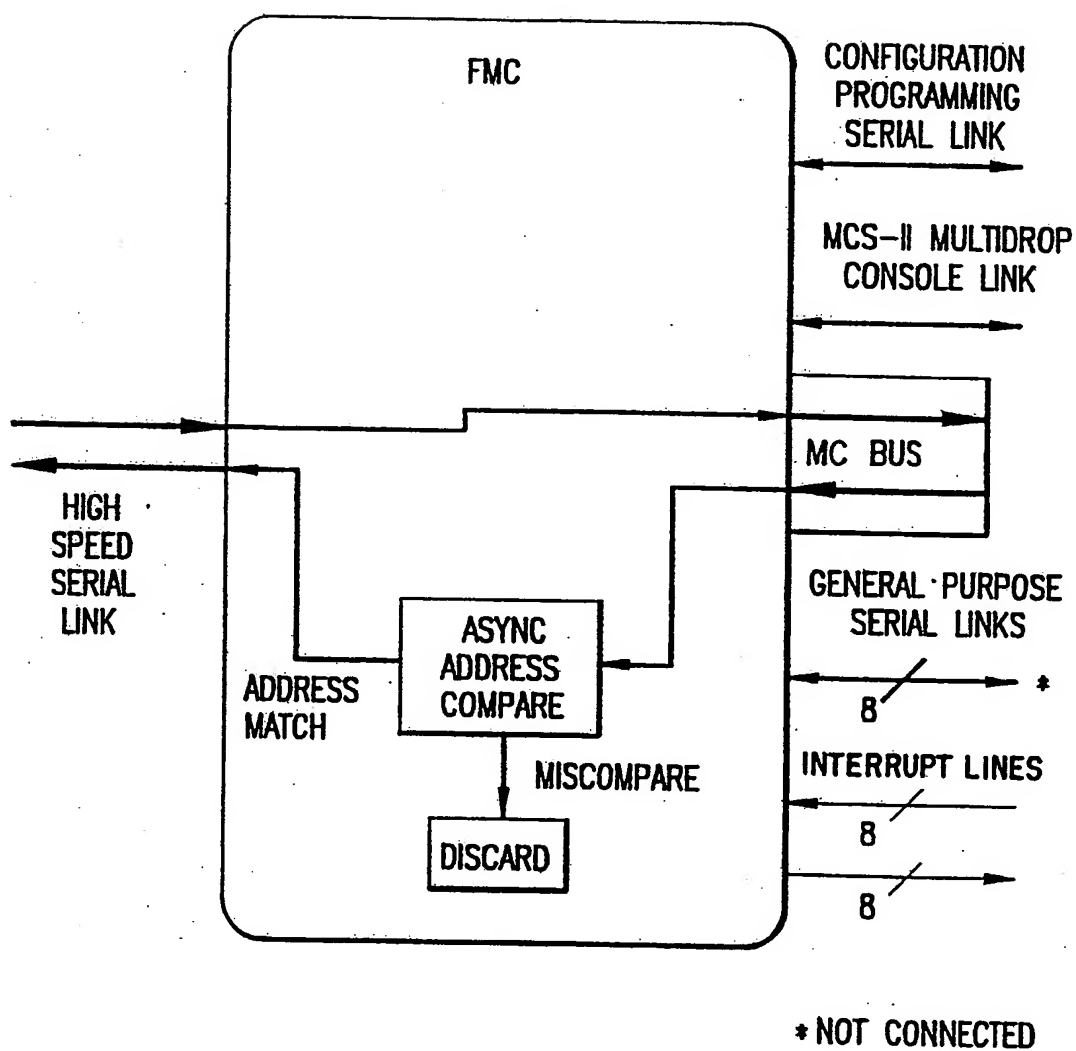 FMC
CONFIGURATION
PROGRAMMING
SERIAL LINK
MCS-II MULTIDROP
CONSOLE LINK
MC BUS
HIGH
SPEED
SERIAL
LINK
GENERAL PURPOSE
SERIAL LINKS
ASYNC
ADDRESS
COMPARE
ADDRESS
MATCH
8
*
MISCOMPARE
INTERRUPT LINES
8
DISCARD
8
* NOT CONNECTED